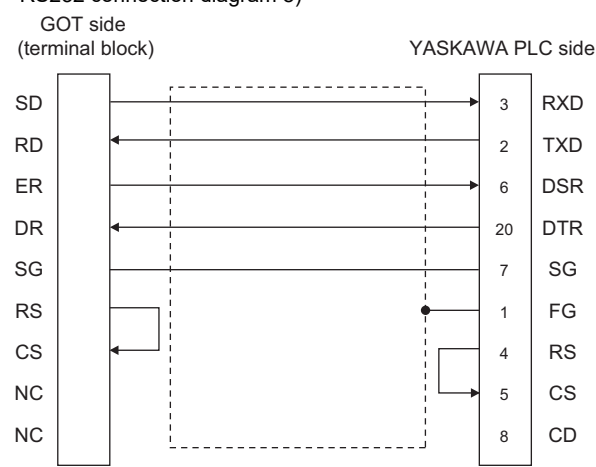 RS232 connection diagram 3)
GOT side
(terminal block)
YASKAWA PLC side
SD 3 RXD
RD 2 TXD
ER 6 DSR
DR 20 DTR
SG 7 SG
RS 1 FG
CS 4 RS
NC 5 CS
NC 8 CD